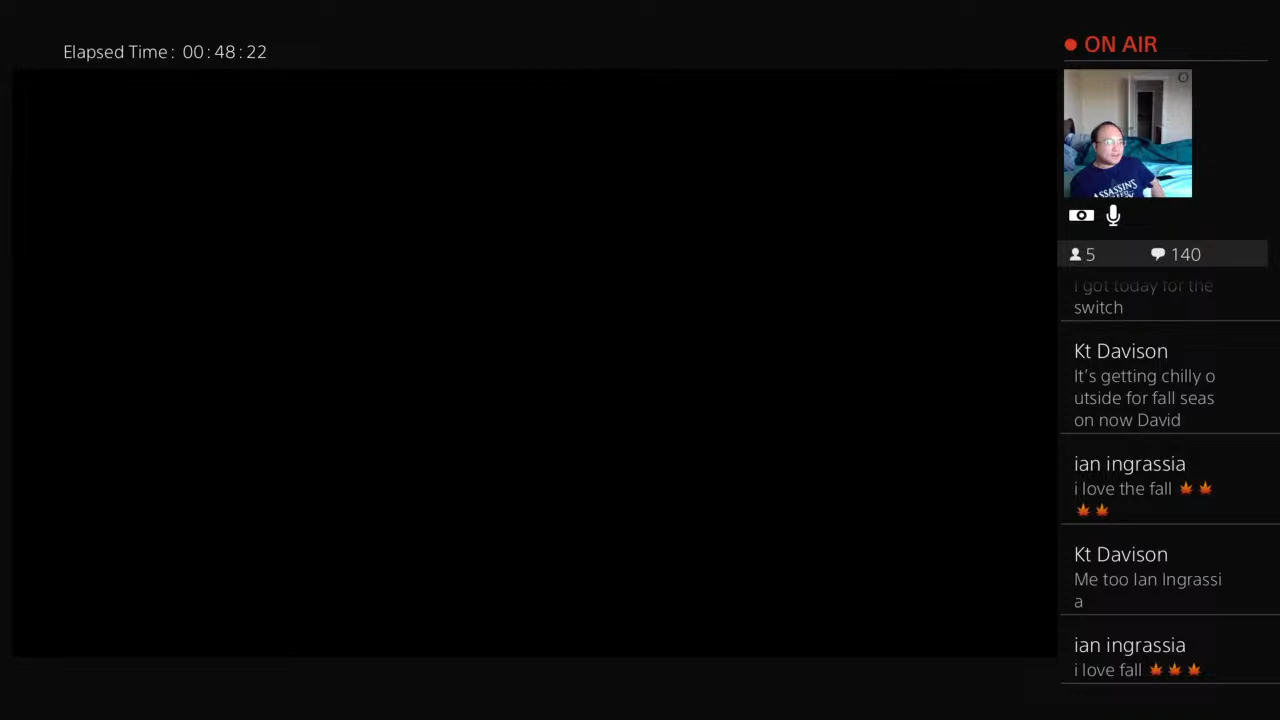 Elapsed Time: 00:48:22
ON AIR
ASSASSIN'S
5
140
i got today for the
switch
Kt Davison
It’s getting chilly o
utside for fall seas
on now David
ian ingrassia
i love the fall 🍁🍁
🍁🍁
Kt Davison
Me too Ian Ingrassi
a
ian ingrassia
i love fall 🍁🍁🍁